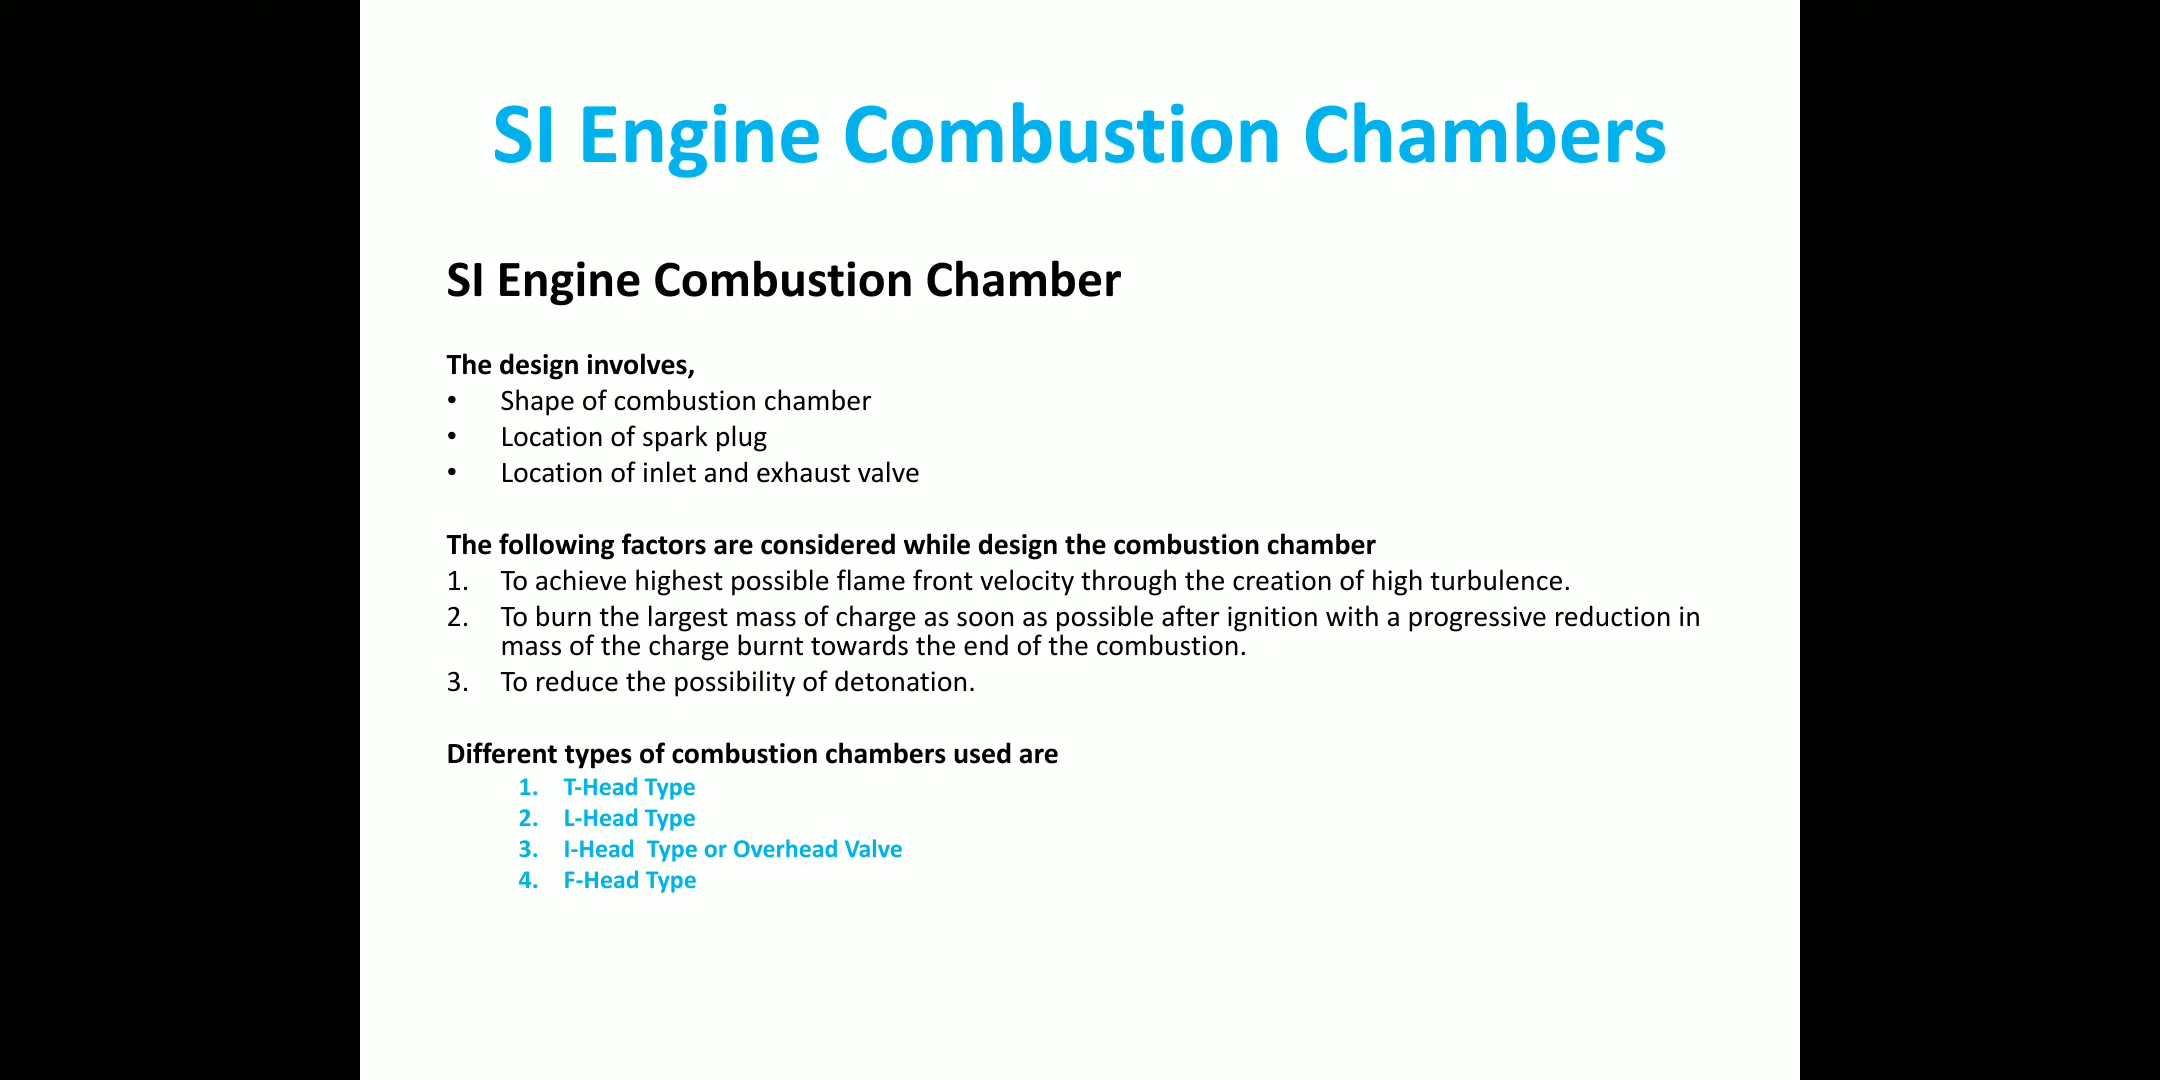 SI Engine Combustion Chambers
SI Engine Combustion Chamber
The design involves,
• Shape of combustion chamber
• Location of spark plug
• Location of inlet and exhaust valve
The following factors are considered while design the combustion chamber
1. To achieve highest possible flame front velocity through the creation of high turbulence.
2. To burn the largest mass of charge as soon as possible after ignition with a progressive reduction in
mass of the charge burnt towards the end of the combustion.
3. To reduce the possibility of detonation.
Different types of combustion chambers used are
1. T-Head Type
2. L-Head Type
3. I-Head  Type or Overhead Valve
4. F-Head Type